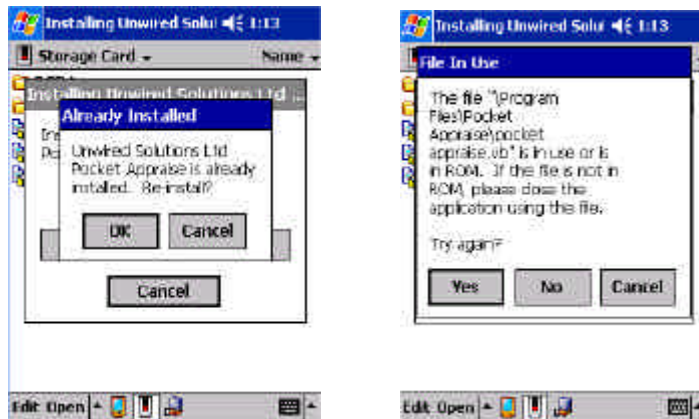 Installing Unwired Solu 1:13
Storage Card Name
Installing Unwired Solutions Ltd ...
Already Installed
Unwired Solutions Ltd
Pocket Appraise is already
installed. Re-install?
OK Cancel
Cancel
Edit Open
Installing Unwired Solu 1:13
File In Use
The file "\Program
Files\Pocket
Appraise\pocket
appraise.vb" is in use or is
in ROM. If the file is not in
ROM, please close the
application using the file.
Try again?
Yes No Cancel
Edit Open